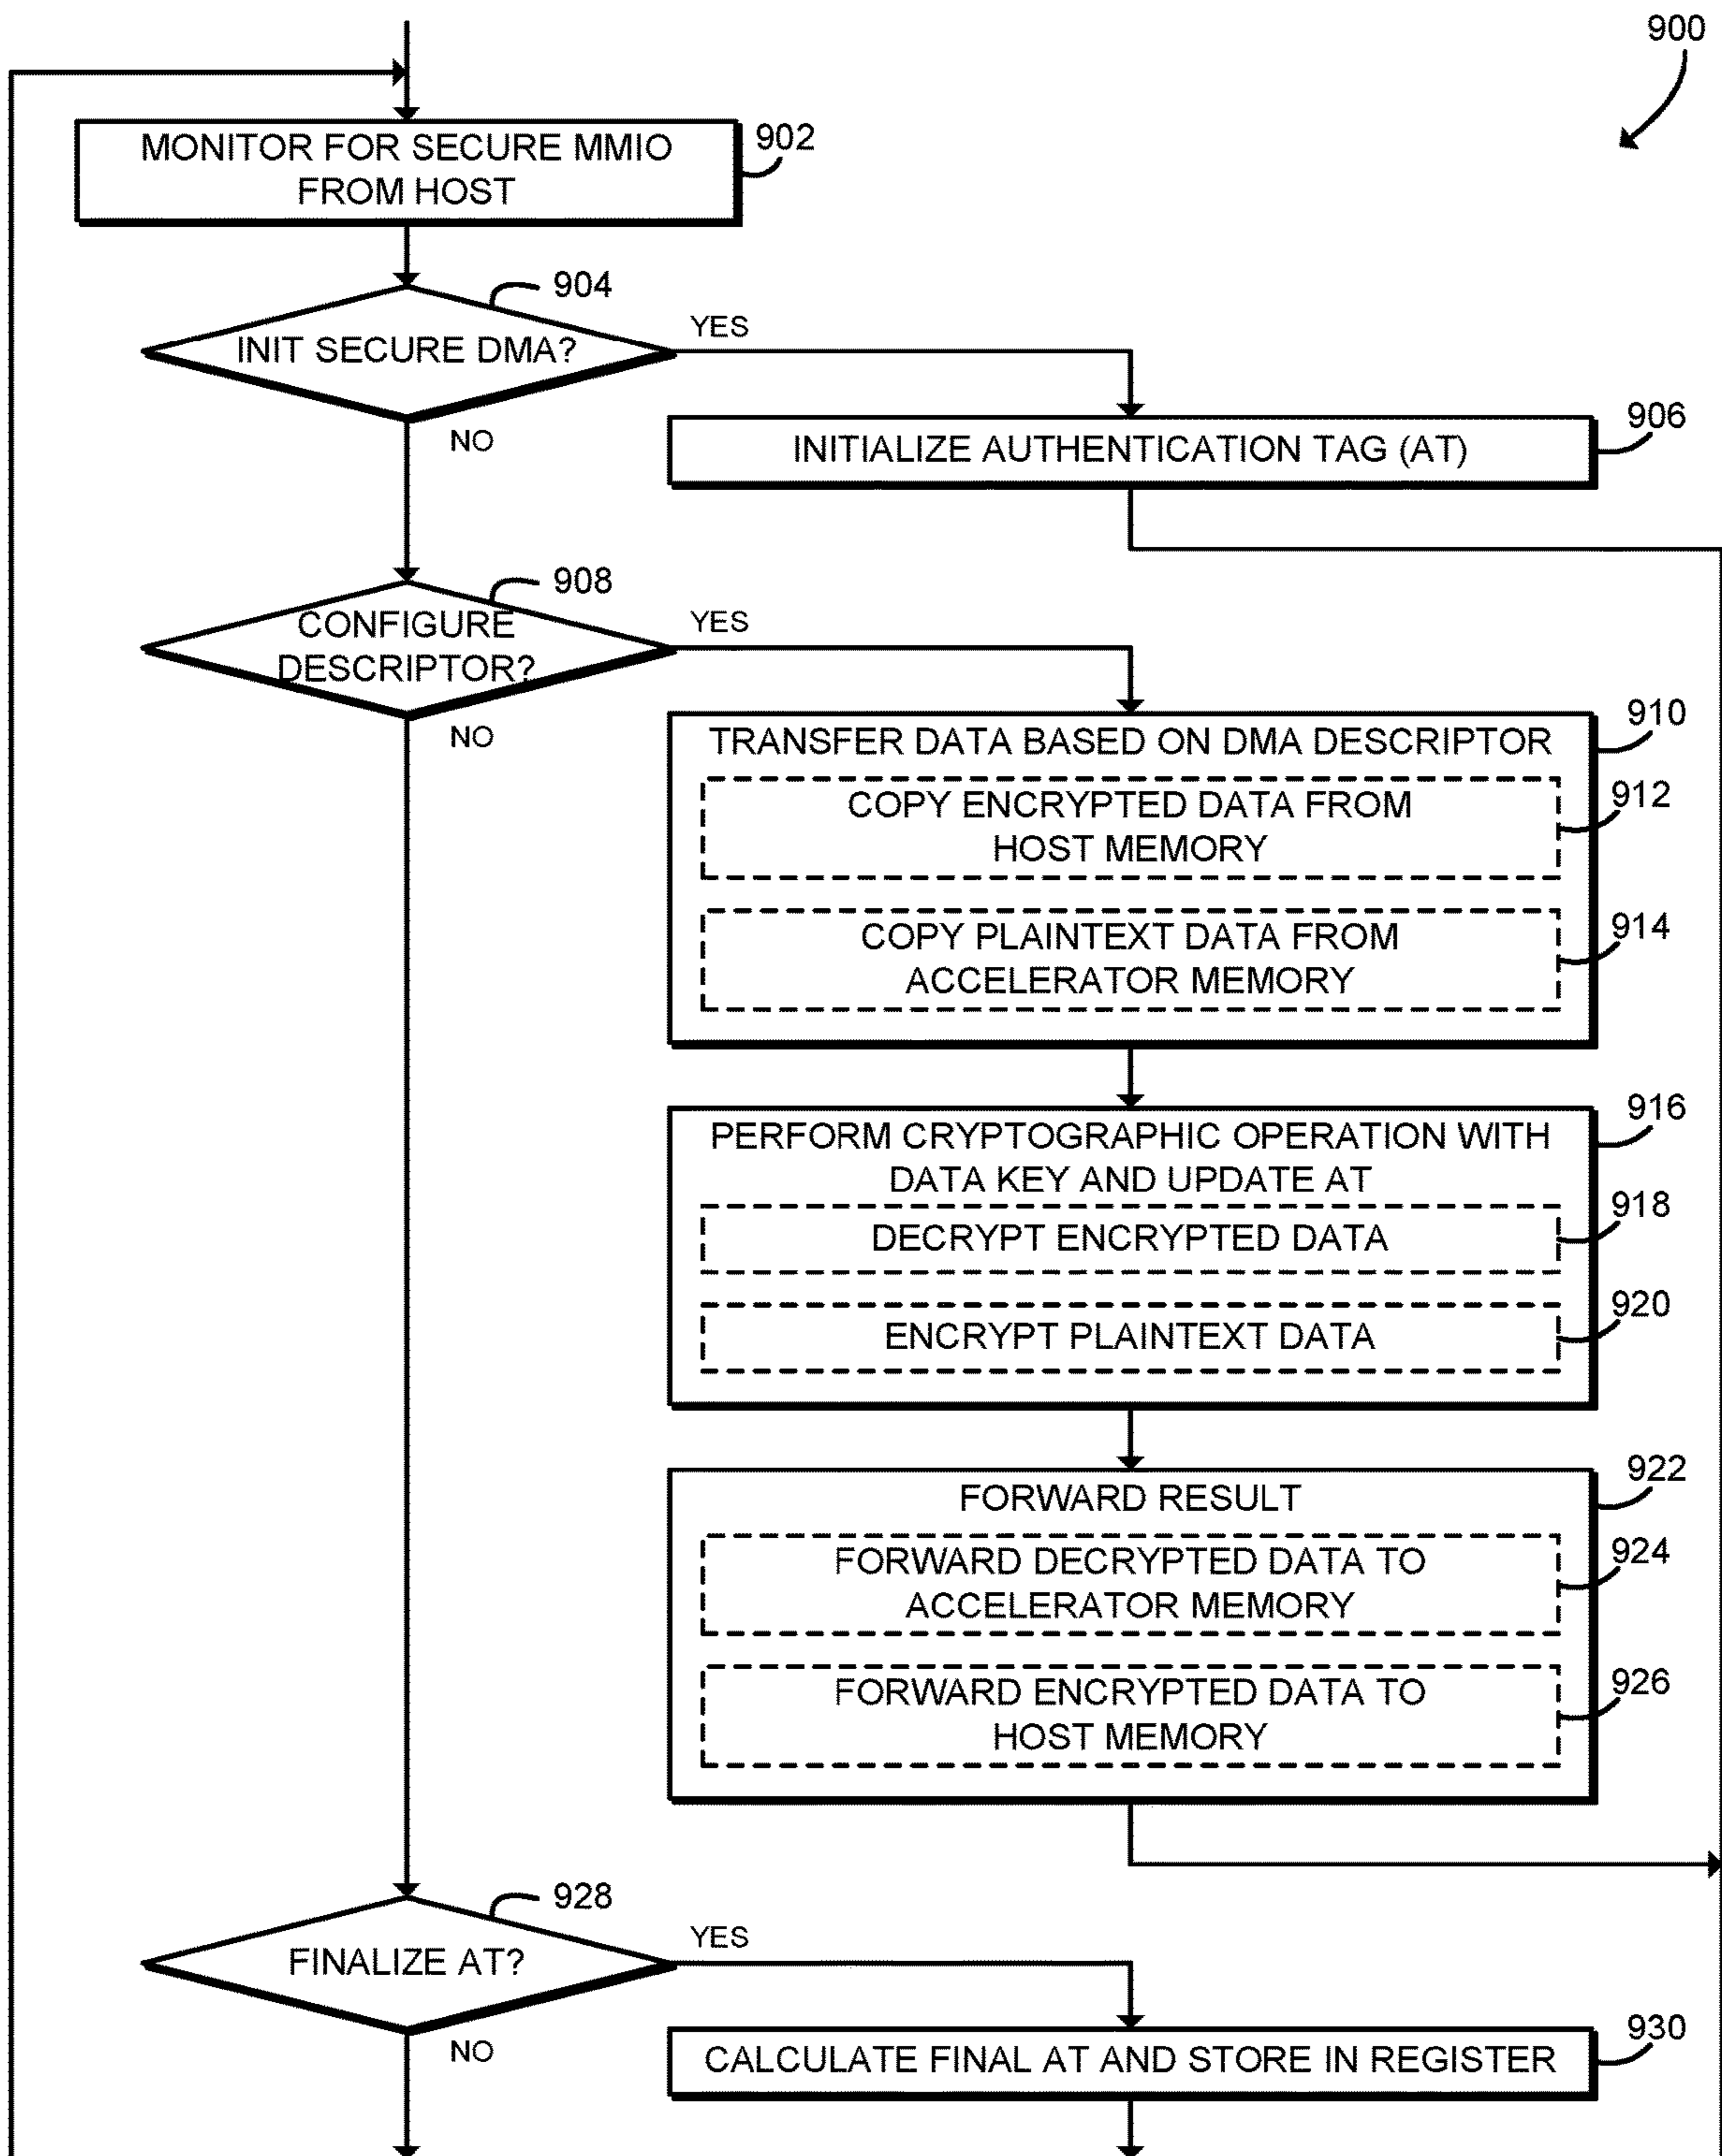 900
MONITOR FOR SECURE MMIO
FROM HOST
902
904
INIT SECURE DMA?
YES
NO
906
INITIALIZE AUTHENTICATION TAG (AT)
908
CONFIGURE
DESCRIPTOR?
YES
NO
910
TRANSFER DATA BASED ON DMA DESCRIPTOR
912
COPY ENCRYPTED DATA FROM
HOST MEMORY
914
COPY PLAINTEXT DATA FROM
ACCELERATOR MEMORY
916
PERFORM CRYPTOGRAPHIC OPERATION WITH
DATA KEY AND UPDATE AT
918
DECRYPT ENCRYPTED DATA
920
ENCRYPT PLAINTEXT DATA
922
FORWARD RESULT
924
FORWARD DECRYPTED DATA TO
ACCELERATOR MEMORY
926
FORWARD ENCRYPTED DATA TO
HOST MEMORY
928
FINALIZE AT?
YES
NO
930
CALCULATE FINAL AT AND STORE IN REGISTER